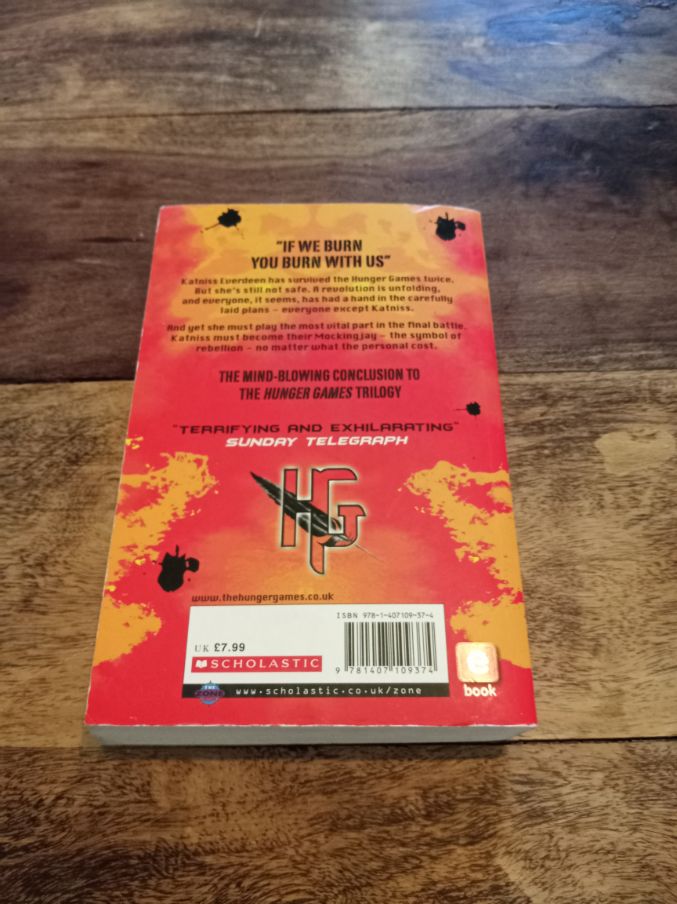 "IF WE BURN
YOU BURN WITH US"
Katniss Everdeen has survived the Hunger Games twice.
But she's still not safe. A revolution is unfolding,
and everyone, it seems, has had a hand in the carefully
laid plans – everyone except Katniss.
And yet she must play the most vital part in the final battle.
Katniss must become their Mockingjay – the symbol of
rebellion – no matter what the personal cost.
THE MIND-BLOWING CONCLUSION TO
THE HUNGER GAMES TRILOGY
"TERRIFYING AND EXHILARATING"
SUNDAY TELEGRAPH
HG
www.thehungergames.co.uk
ISBN 978-1-407109-37-4
UK £7.99
SCHOLASTIC
9 781407 109374
THE ZONE
www.scholastic.co.uk/zone
e
book